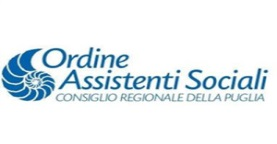 Ordine
Assistenti Sociali
CONSIGLIO REGIONALE DELLA PUGLIA